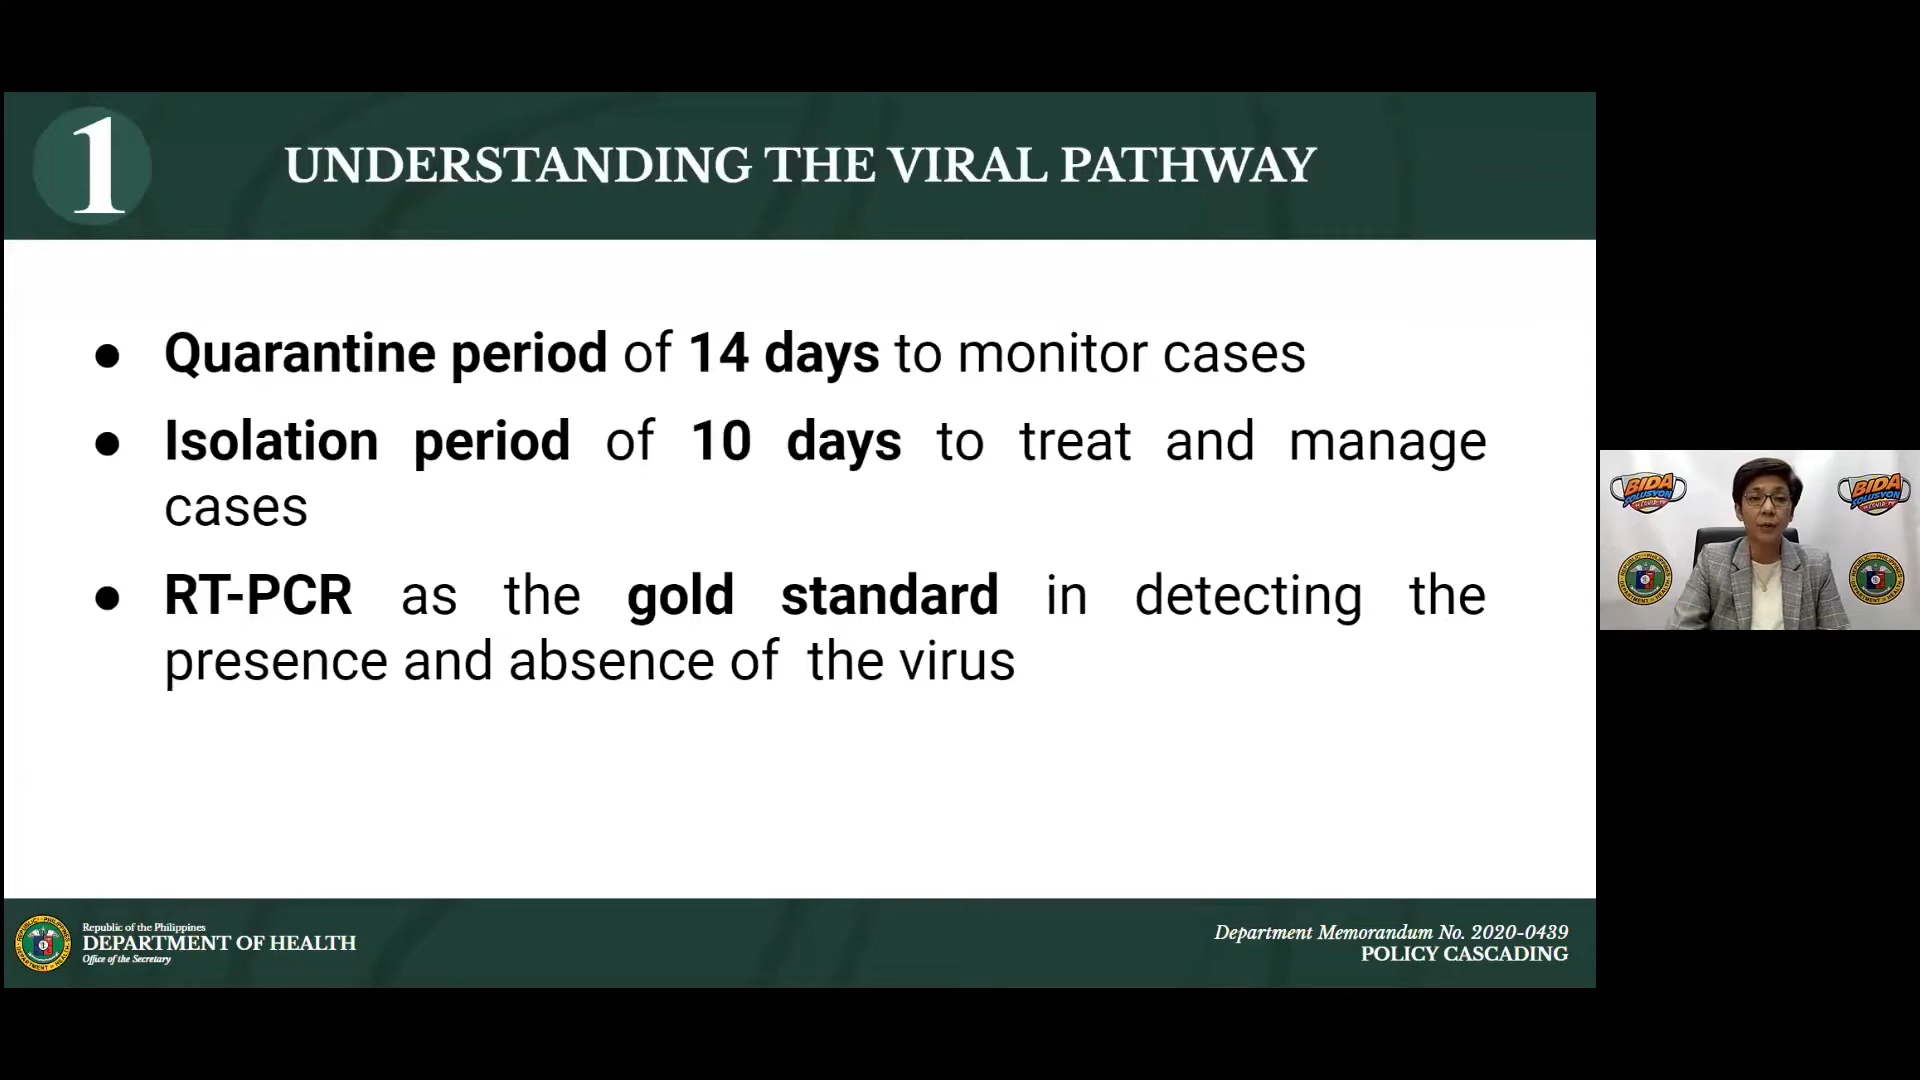 1
UNDERSTANDING THE VIRAL PATHWAY
● Quarantine period of 14 days to monitor cases
● Isolation period of 10 days to treat and manage
cases
● RT-PCR as the gold standard in detecting the
presence and absence of the virus
BIDA
SOLUSYON
BIDA
SOLUSYON
Republic of the Philippines
DEPARTMENT OF HEALTH
Office of the Secretary
Department Memorandum No. 2020-0439
POLICY CASCADING